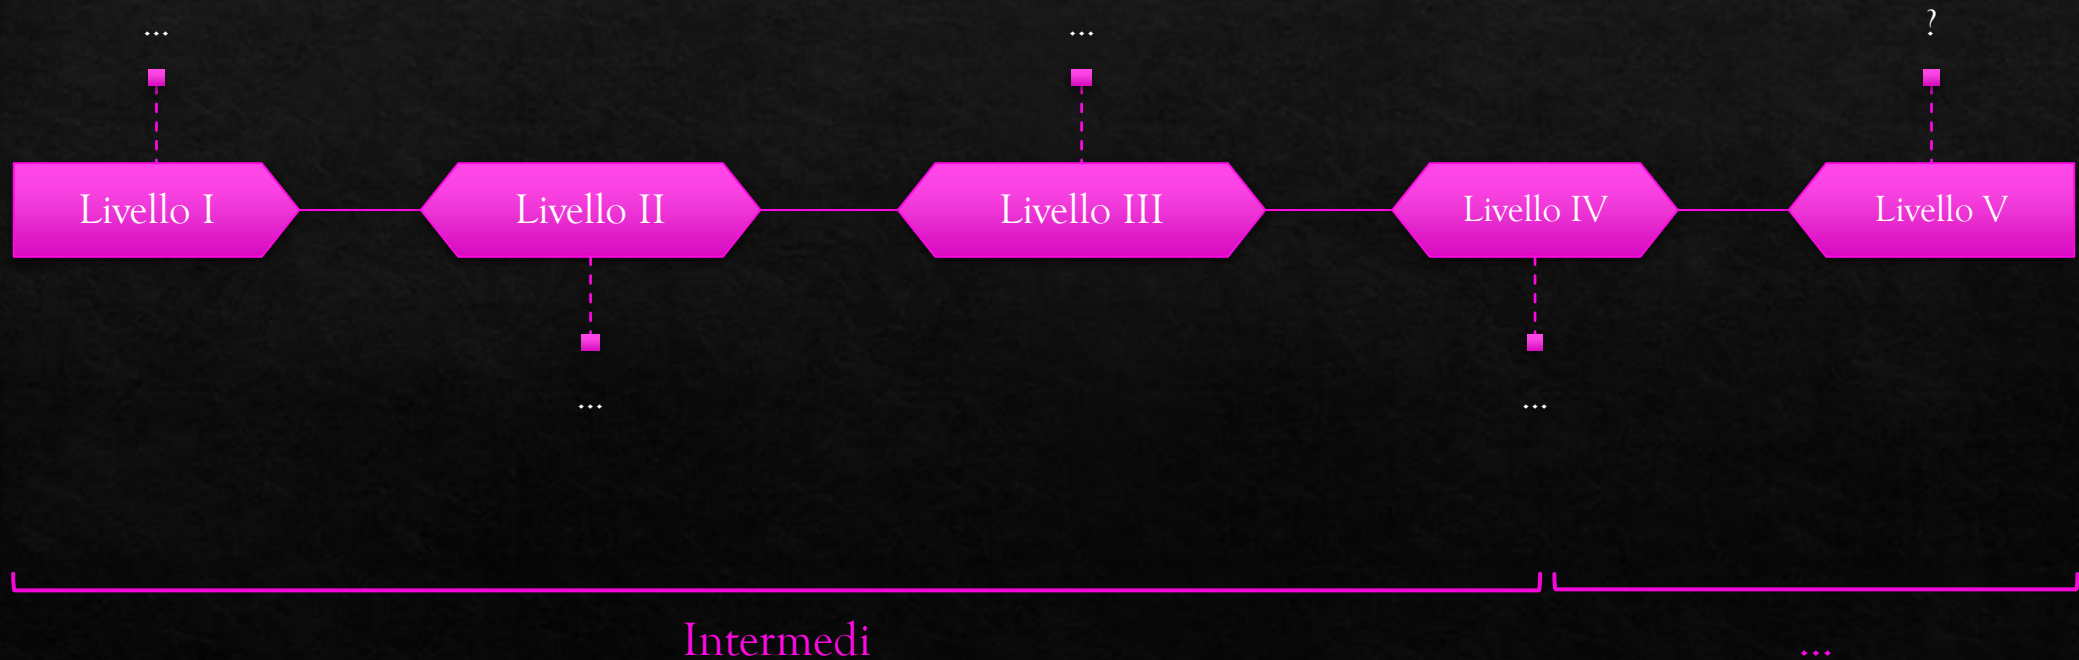 ... ... ?
Livello I Livello II Livello III Livello IV Livello V
... ...
Intermedi ...